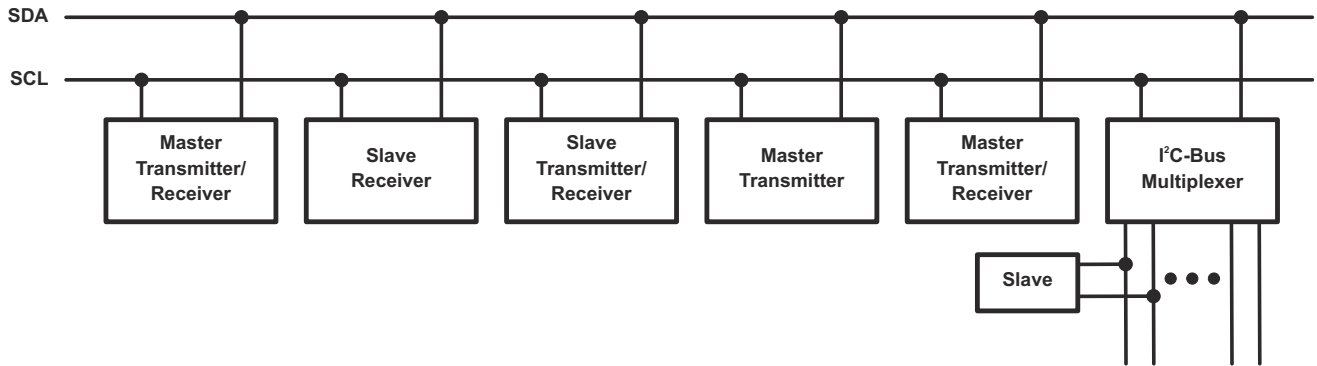 SDA
SCL
Master
Transmitter/
Receiver
Slave
Receiver
Slave
Transmitter/
Receiver
Master
Transmitter
Master
Transmitter/
Receiver
I²C-Bus
Multiplexer
Slave